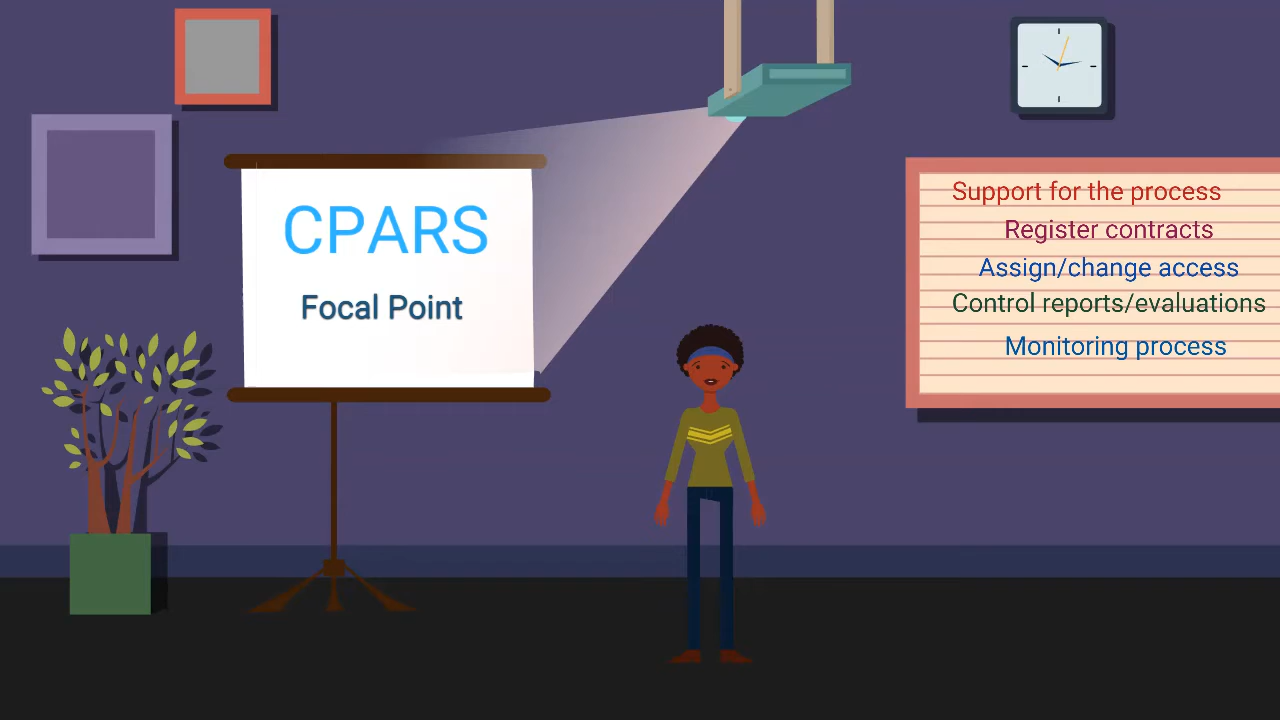 CPARS
Focal Point
Support for the process
Register contracts
Assign/change access
Control reports/evaluations
Monitoring process